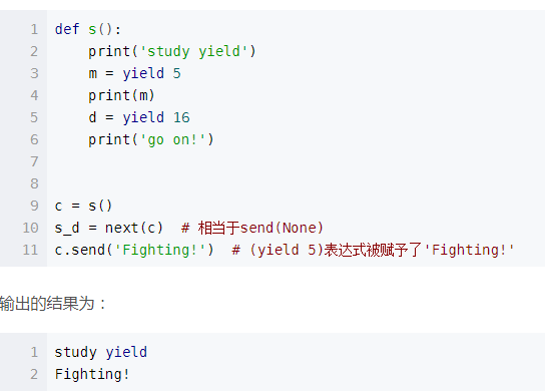 1 def s():
2     print('study yield')
3     m = yield 5
4     print(m)
5     d = yield 16
6     print('go on!')
7
8
9 c = s()
10 s_d = next(c)  # 相当于send(None)
11 c.send('Fighting!')  # (yield 5)表达式被赋予了'Fighting!'
输出的结果为：
1 study yield
2 Fighting!